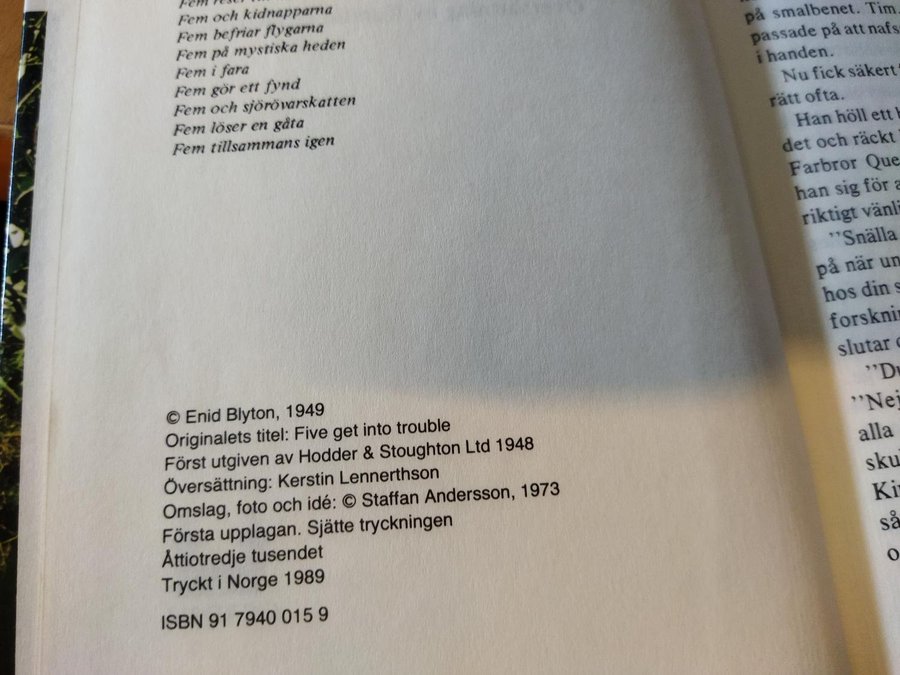 Fem och kidnapparna
Fem befriar flygarna
Fem på mystiska heden
Fem i fara
Fem gör ett fynd
Fem och sjörövarskatten
Fem löser en gåta
Fem tillsammans igen
© Enid Blyton, 1949
Originalets titel: Five get into trouble
Först utgiven av Hodder & Stoughton Ltd 1948
Översättning: Kerstin Lennerthson
Omslag, foto och idé: © Staffan Andersson, 1973
Första upplagan. Sjätte tryckningen
Åttiotredje tusendet
Tryckt i Norge 1989
ISBN 91 7940 015 9
på smalbenet. Tim
passade på att nafs
i handen.
Nu fick säkert
rätt ofta.
Han höll ett
det och räckt
Farbror Que
han sig för a
riktigt vänli
"Snälla
på när un
hos din s
forskni
slutar
"Du
"Nej
alla
sku
Ki
så
o